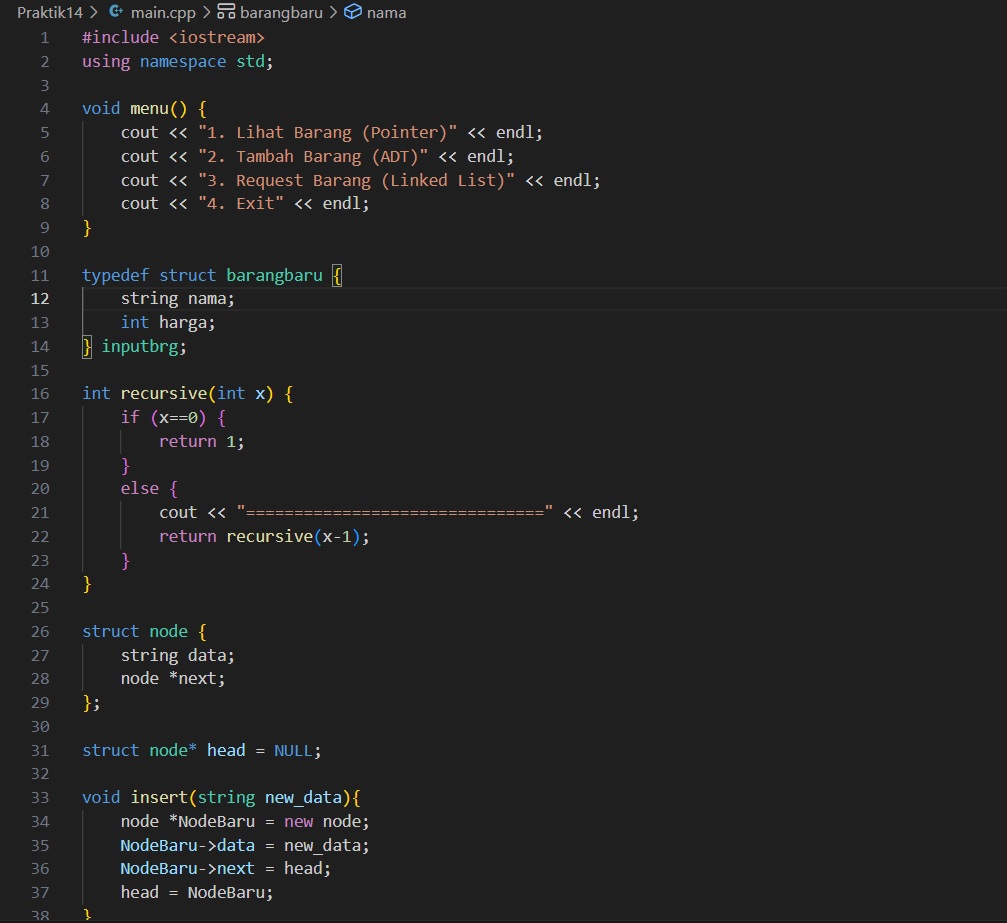 Praktik14 > main.cpp > barangbaru > nama
1 #include <iostream>
2 using namespace std;
3
4 void menu() {
5     cout << "1. Lihat Barang (Pointer)" << endl;
6     cout << "2. Tambah Barang (ADT)" << endl;
7     cout << "3. Request Barang (Linked List)" << endl;
8     cout << "4. Exit" << endl;
9 }
10
11 typedef struct barangbaru {
12     string nama;
13     int harga;
14 } inputbrg;
15
16 int recursive(int x) {
17     if (x==0) {
18         return 1;
19     }
20     else {
21         cout << "===============================" << endl;
22         return recursive(x-1);
23     }
24 }
25
26 struct node {
27     string data;
28     node *next;
29 };
30
31 struct node* head = NULL;
32
33 void insert(string new_data){
34     node *NodeBaru = new node;
35     NodeBaru->data = new_data;
36     NodeBaru->next = head;
37     head = NodeBaru;
38 }